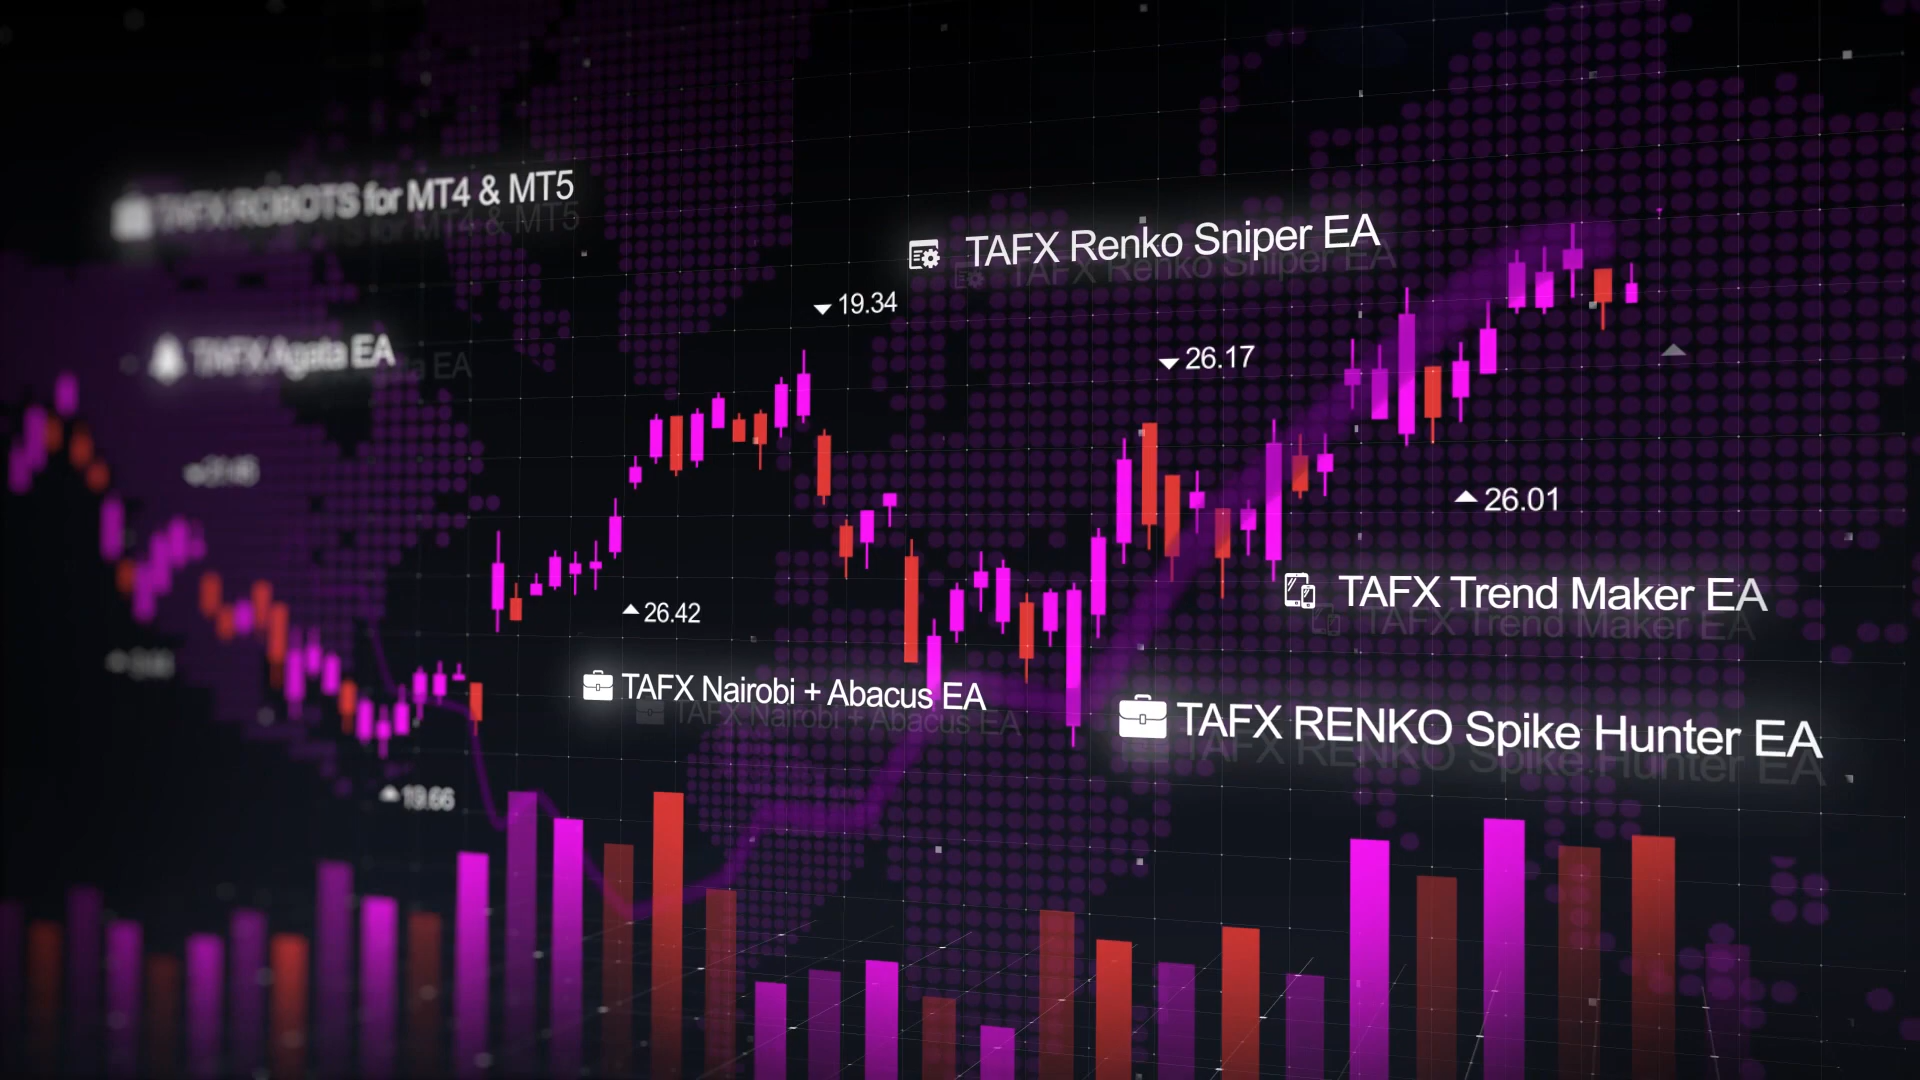 TAFX ROBOTS for MT4 & MT5
TAFX Renko Sniper EA
19.34
TAFX Agata EA
26.17
26.01
TAFX Trend Maker EA
26.42
TAFX Nairobi + Abacus EA
TAFX RENKO Spike Hunter EA
19.66